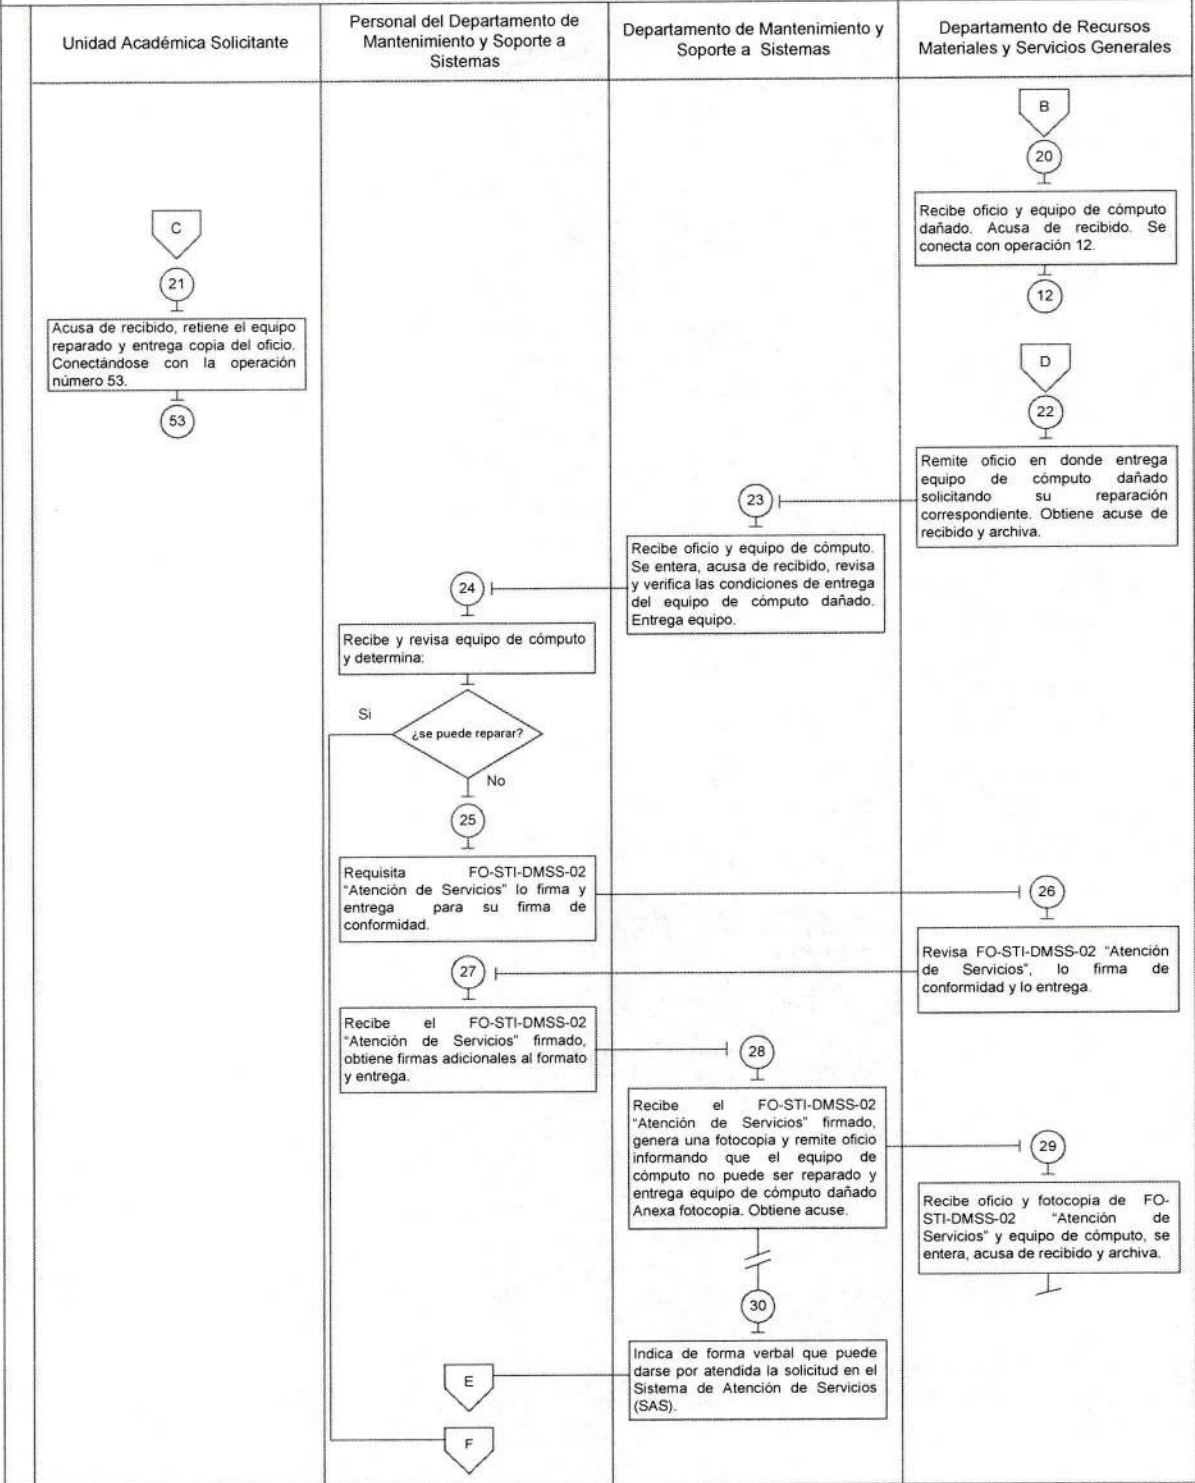 Unidad Académica Solicitante
Personal del Departamento de
Mantenimiento y Soporte a
Sistemas
Departamento de Mantenimiento y
Soporte a Sistemas
Departamento de Recursos
Materiales y Servicios Generales
B
20
Recibe oficio y equipo de cómputo
dañado. Acusa de recibido. Se
conecta con operación 12.
12
C
21
Acusa de recibido, retiene el equipo
reparado y entrega copia del oficio.
Conectándose con la operación
número 53.
53
D
22
Remite oficio en donde entrega
equipo de cómputo dañado
solicitando su reparación
correspondiente. Obtiene acuse de
recibido y archiva.
23
Recibe oficio y equipo de cómputo.
Se entera, acusa de recibido, revisa
y verifica las condiciones de entrega
del equipo de cómputo dañado.
Entrega equipo.
24
Recibe y revisa equipo de cómputo
y determina:
Si
¿se puede reparar?
No
25
Requisita FO-STI-DMSS-02
"Atención de Servicios" lo firma y
entrega para su firma de
conformidad.
26
Revisa FO-STI-DMSS-02 "Atención
de Servicios", lo firma de
conformidad y lo entrega.
27
Recibe el FO-STI-DMSS-02
"Atención de Servicios" firmado,
obtiene firmas adicionales al formato
y entrega.
28
Recibe el FO-STI-DMSS-02
"Atención de Servicios" firmado,
genera una fotocopia y remite oficio
informando que el equipo de
cómputo no puede ser reparado y
entrega equipo de cómputo dañado
Anexa fotocopia. Obtiene acuse.
29
Recibe oficio y fotocopia de FO-
STI-DMSS-02 "Atención de
Servicios" y equipo de cómputo, se
entera, acusa de recibido y archiva.
30
Indica de forma verbal que puede
darse por atendida la solicitud en el
Sistema de Atención de Servicios
(SAS).
E
F